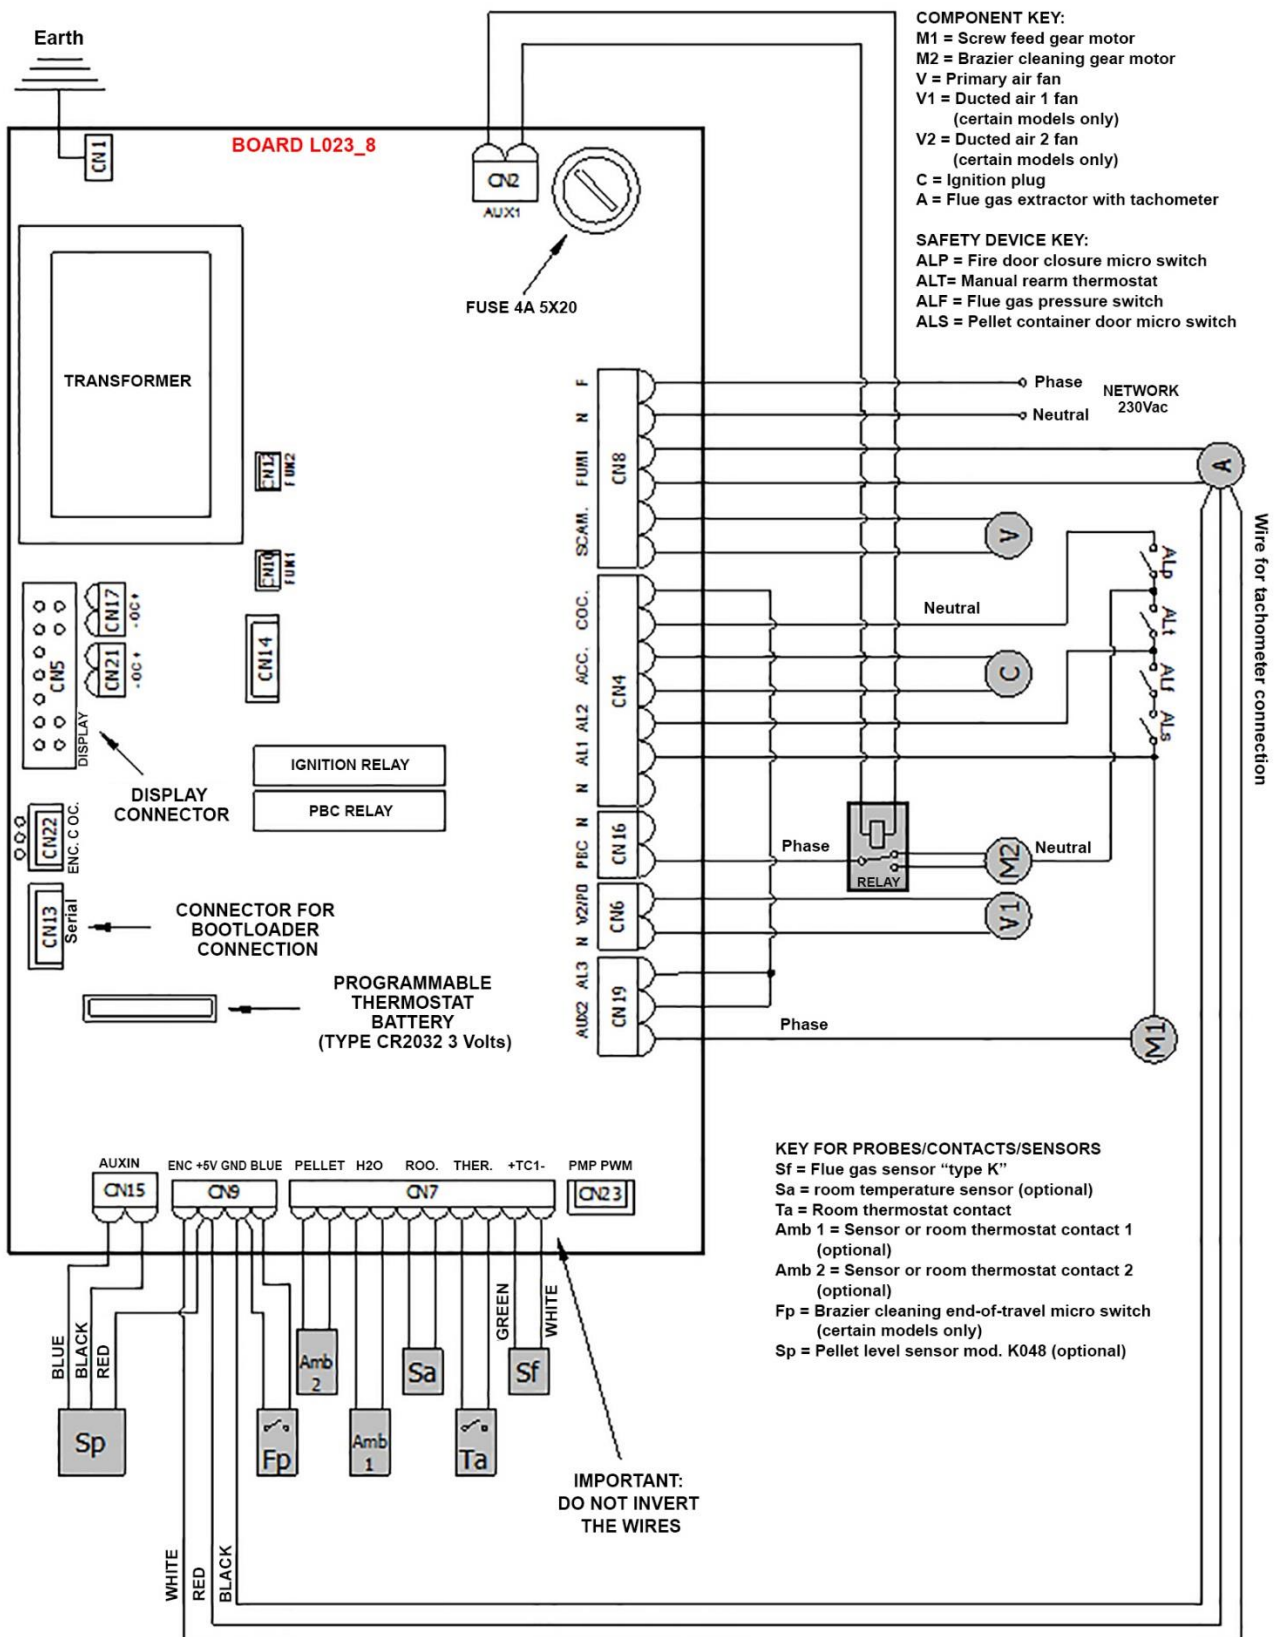 Earth
CN1
BOARD L023_8
CN2
AUX1
FUSE 4A 5X20
COMPONENT KEY:
M1 = Screw feed gear motor
M2 = Brazier cleaning gear motor
V = Primary air fan
V1 = Ducted air 1 fan
(certain models only)
V2 = Ducted air 2 fan
(certain models only)
C = Ignition plug
A = Flue gas extractor with tachometer
SAFETY DEVICE KEY:
ALP = Fire door closure micro switch
ALT= Manual rearm thermostat
ALF = Flue gas pressure switch
ALS = Pellet container door micro switch
TRANSFORMER
CN12
FUM2
CN10
FUM1
CN17
-OC+
CN21
-OC+
CN5
DISPLAY
CN14
DISPLAY
CONNECTOR
IGNITION RELAY
PBC RELAY
CN22
ENC. C OC.
CN13
Serial
CONNECTOR FOR
BOOTLOADER
CONNECTION
PROGRAMMABLE
THERMOSTAT
BATTERY
(TYPE CR2032 3 Volts)
F
N
FUMI
SCAM.
CN8
Phase
Neutral
NETWORK
230Vac
A
V
Wire for tachometer connection
COC.
ACC.
AL2
AL1
N
CN4
Neutral
C
ALp
ALt
ALf
ALs
N
PBC
CN16
Phase
RELAY
M2
Neutral
V2/PD
N
CN6
V1
AL3
AUX2
CN19
Phase
M1
AUXIN
CN15
ENC +5V GND BLUE
CN9
PELLET H2O ROO. THER. +TC1-
CN7
PMP PWM
CN23
KEY FOR PROBES/CONTACTS/SENSORS
Sf = Flue gas sensor “type K”
Sa = room temperature sensor (optional)
Ta = Room thermostat contact
Amb 1 = Sensor or room thermostat contact 1
(optional)
Amb 2 = Sensor or room thermostat contact 2
(optional)
Fp = Brazier cleaning end-of-travel micro switch
(certain models only)
Sp = Pellet level sensor mod. K048 (optional)
BLUE
BLACK
RED
GREEN
WHITE
Sp
Fp
Amb
2
Amb
1
Sa
Ta
Sf
IMPORTANT:
DO NOT INVERT
THE WIRES
WHITE
RED
BLACK